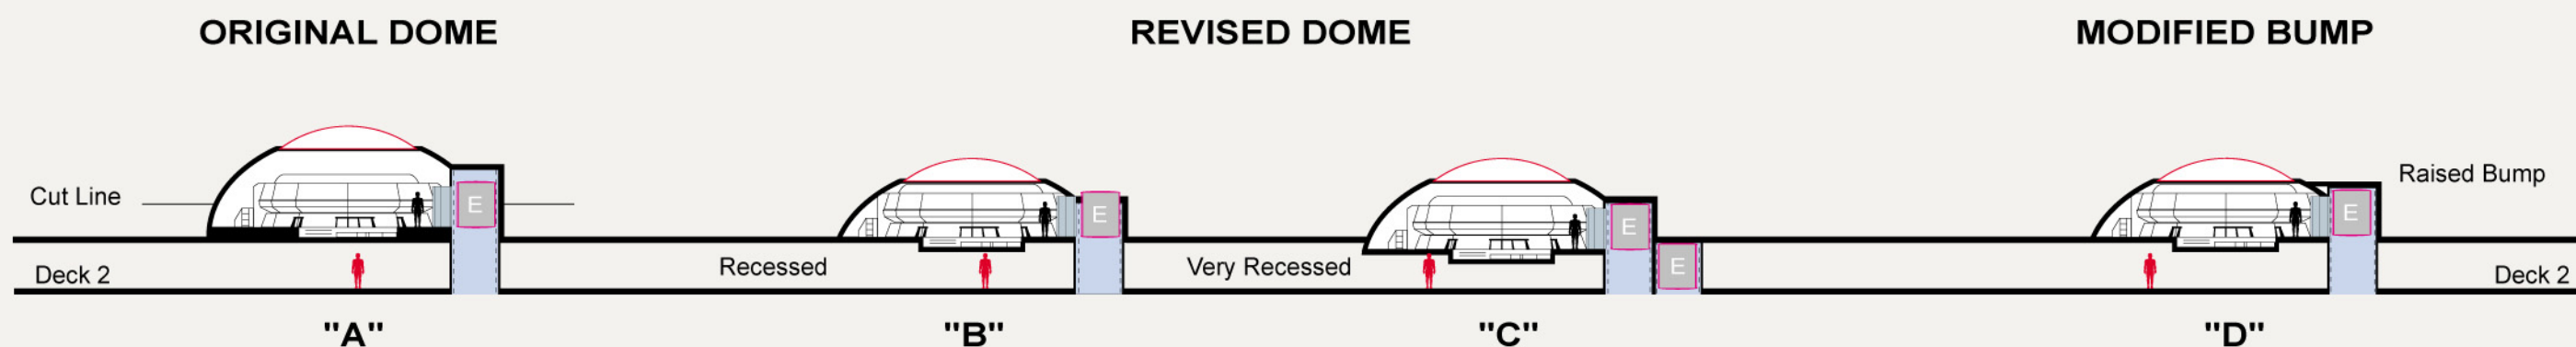 ORIGINAL DOME
REVISED DOME
MODIFIED BUMP
Cut Line
E
Deck 2
"A"
Recessed
E
"B"
Very Recessed
E
E
"C"
Raised Bump
E
Deck 2
"D"